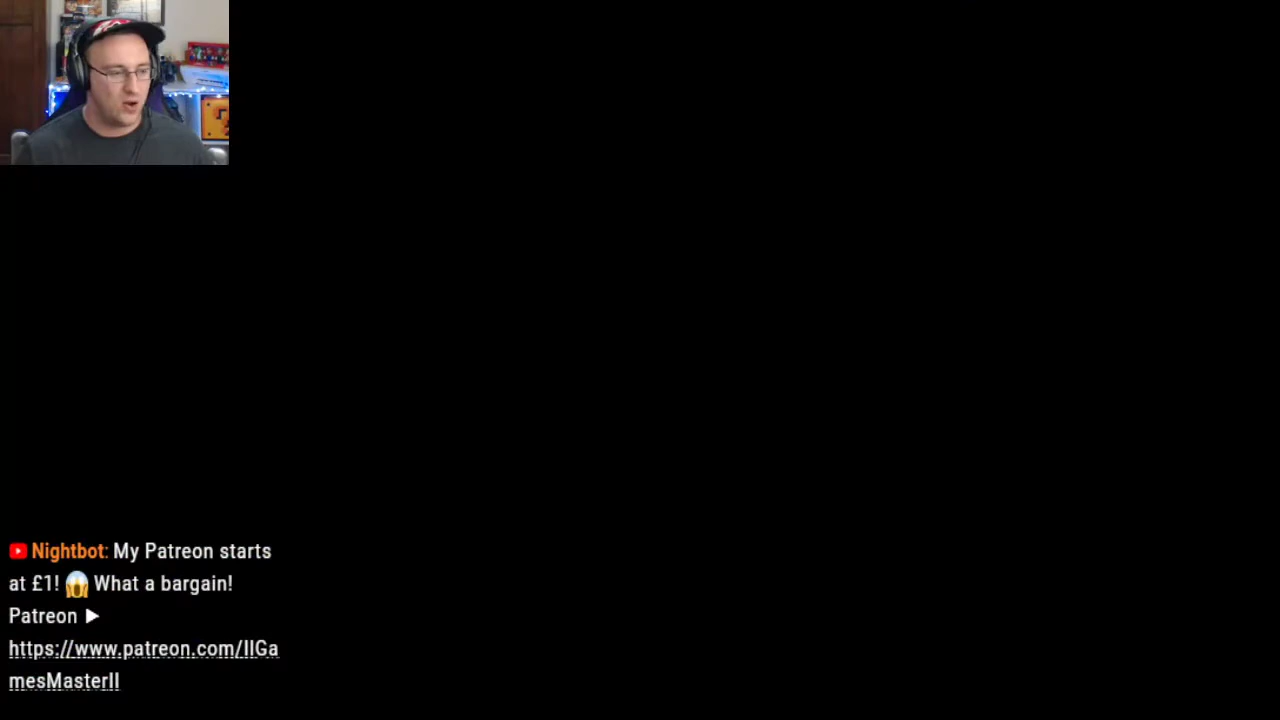 Nightbot: My Patreon starts
at £1! 😱 What a bargain!
Patreon ▶
https://www.patreon.com/IIGa
mesMasterII